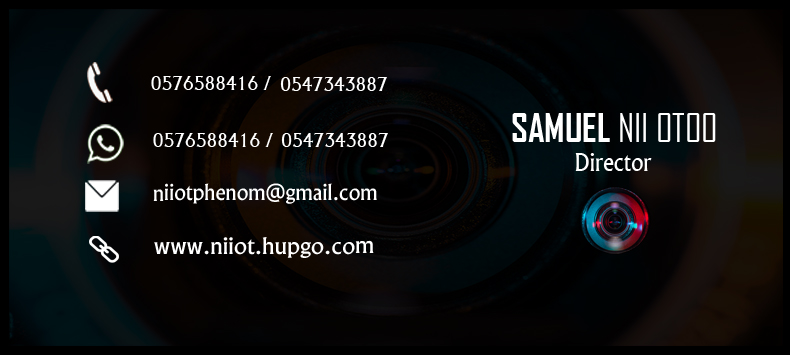 0576588416 / 0547343887
0576588416 / 0547343887
niiotphenom@gmail.com
www.niiot.hupgo.com
SAMUEL NII OTOO
Director